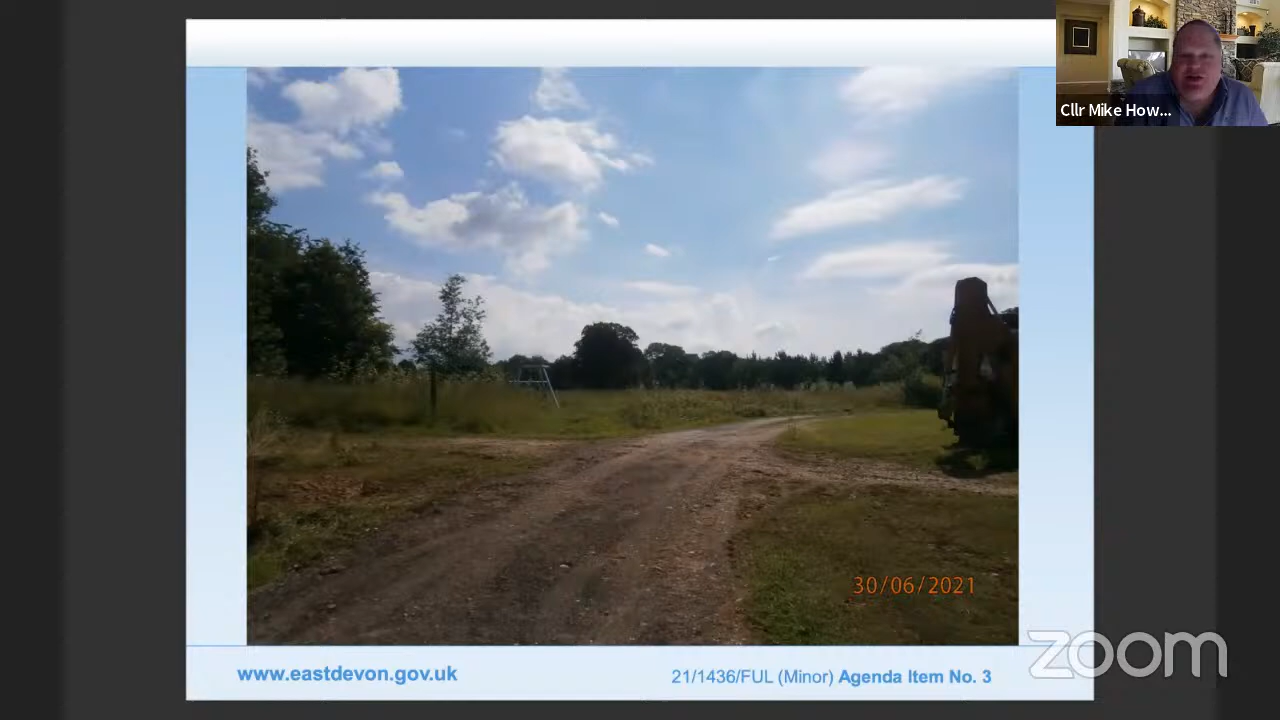 Cllr Mike How...
30/06/2021
www.eastdevon.gov.uk
21/1436/FUL (Minor) Agenda Item No. 3
zoom